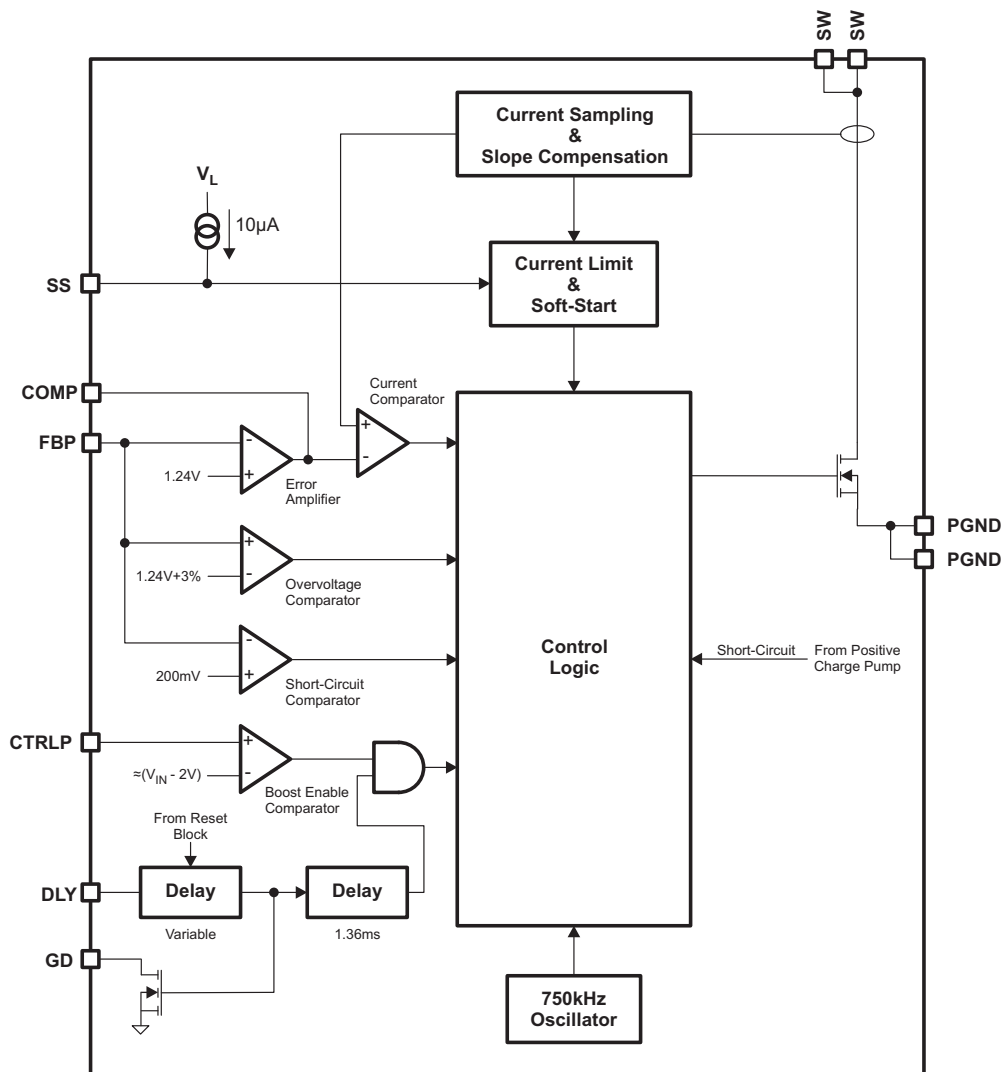 SW
SW
Current Sampling
&
Slope Compensation
VL
10µA
Current Limit
&
Soft-Start
SS
COMP
Current
Comparator
FBP
+
-
-
+
1.24V
Error
Amplifier
+
-
1.24V+3%
Overvoltage
Comparator
PGND
PGND
Control
Logic
-
+
200mV
Short-Circuit
Comparator
Short-Circuit
From Positive
Charge Pump
CTRLP
+
-
≈(VIN - 2V)
Boost Enable
Comparator
From Reset
Block
DLY
Delay
Delay
Variable
1.36ms
GD
750kHz
Oscillator